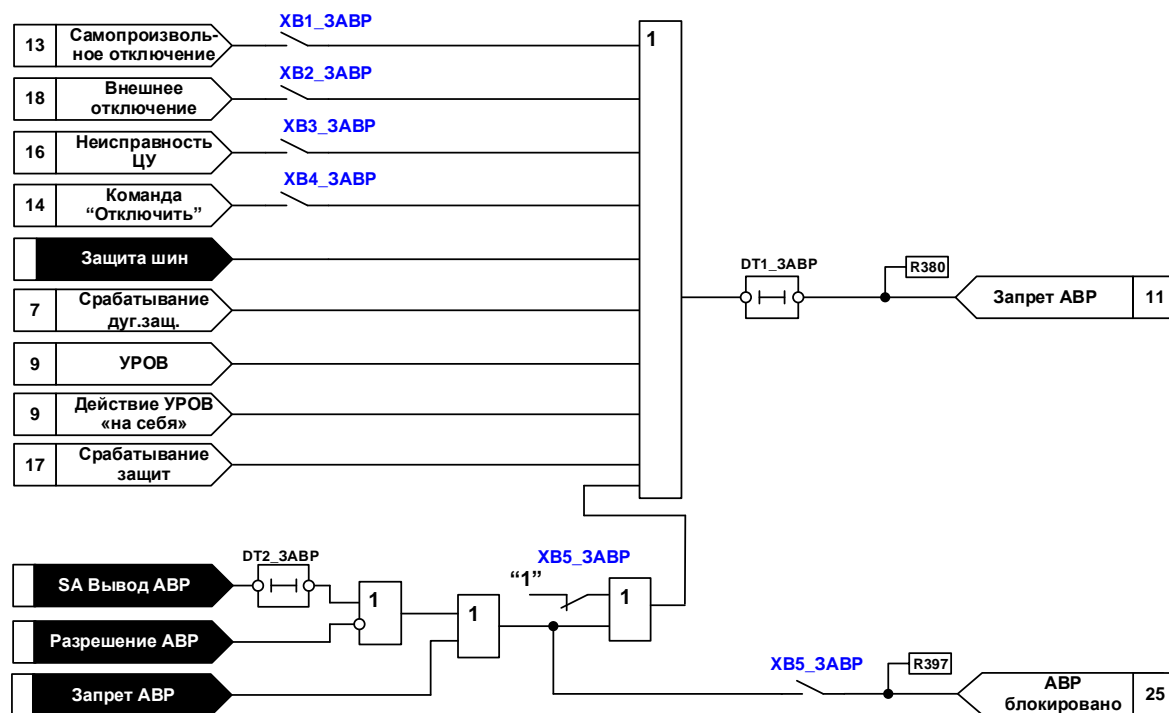 XB1_ЗАВР
13 Самопроизволь-
ное отключение
1
XB2_ЗАВР
18 Внешнее
отключение
XB3_ЗАВР
16 Неисправность
ЦУ
XB4_ЗАВР
14 Команда
“Отключить”
Защита шин
DT1_ЗАВР
R380
7 Срабатывание
дуг.защ.
Запрет АВР 11
9 УРОВ
9 Действие УРОВ
«на себя»
17 Срабатывание
защит
DT2_ЗАВР
XB5_ЗАВР
SA Вывод АВР
“1”
1
1
1
Разрешение АВР
XB5_ЗАВР
R397
Запрет АВР
АВР
блокировано 25